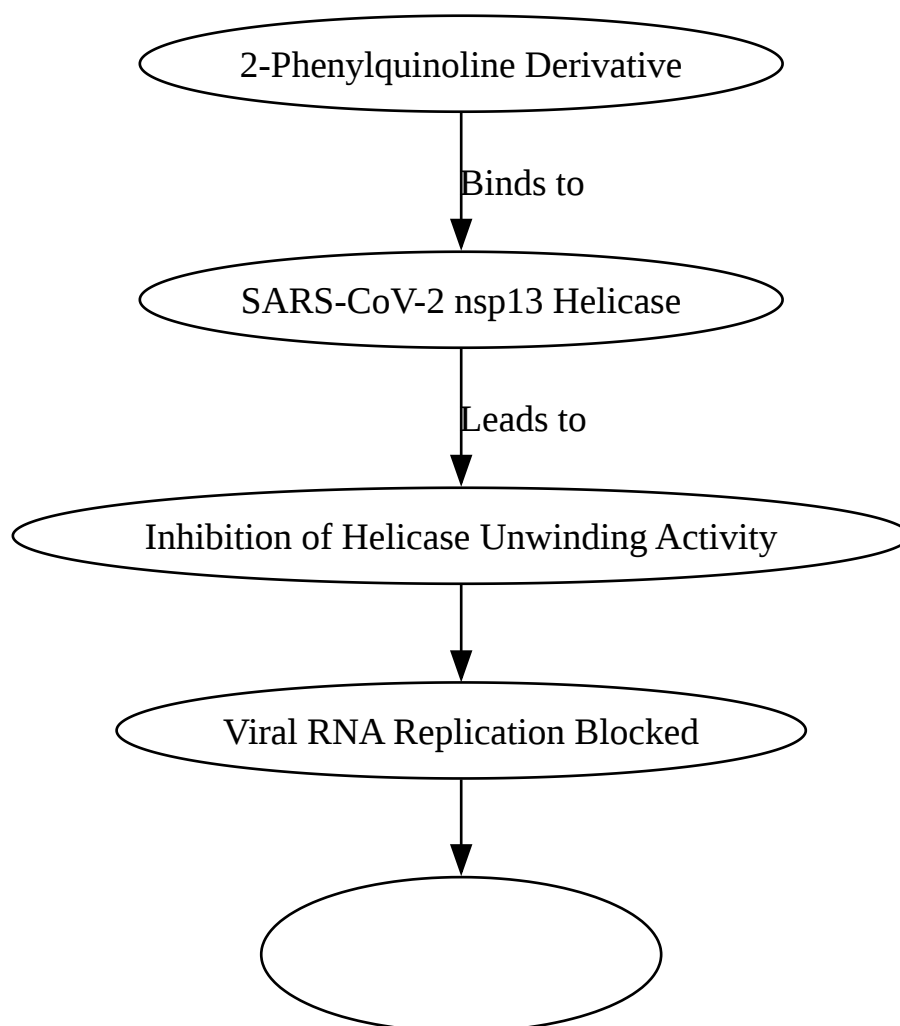 2-Phenylquinoline Derivative
Binds to
SARS-CoV-2 nsp13 Helicase
Leads to
Inhibition of Helicase Unwinding Activity
Viral RNA Replication Blocked